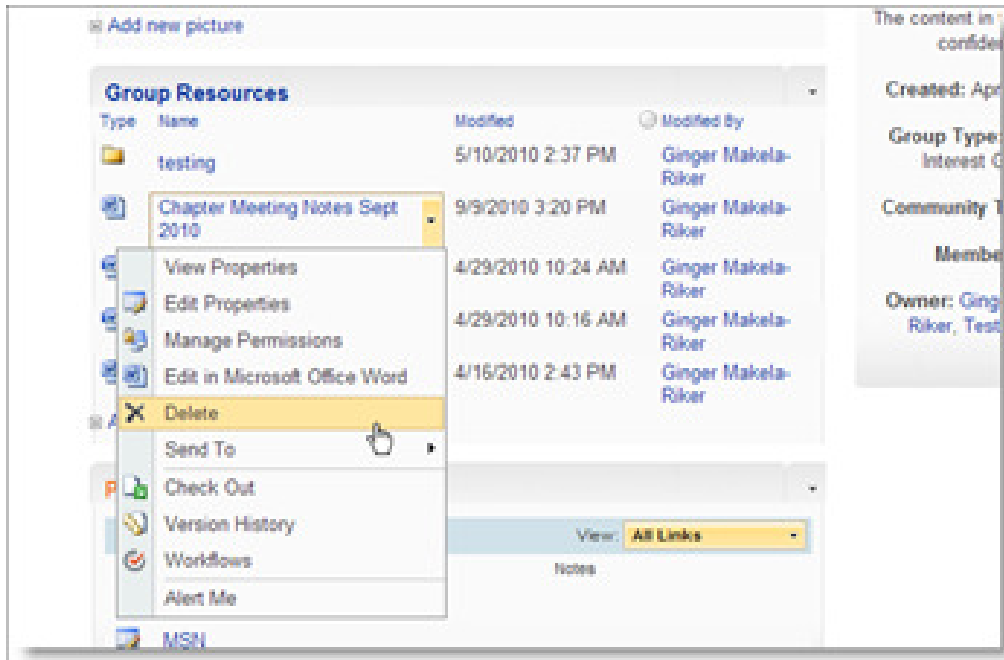 Add new picture
The content in
Group Resources
Created:
Type Name Modified Modified By
testing 5/10/2010 2:37 PM Ginger Makela-
Riker
Group Type:
Interest
Chapter Meeting Notes Sept
2010
9/9/2010 3:20 PM Ginger Makela-
Riker
Community
View Properties
4/29/2010 10:24 AM Ginger Makela-
Riker
Edit Properties
Owner:
Riker,
Manage Permissions
4/29/2010 10:16 AM Ginger Makela-
Riker
Edit in Microsoft Office Word
4/16/2010 2:43 PM Ginger Makela-
Riker
Delete
Send To
Check Out
Version History
View: All Links
Workflows
Notes
Alert Me
MSN